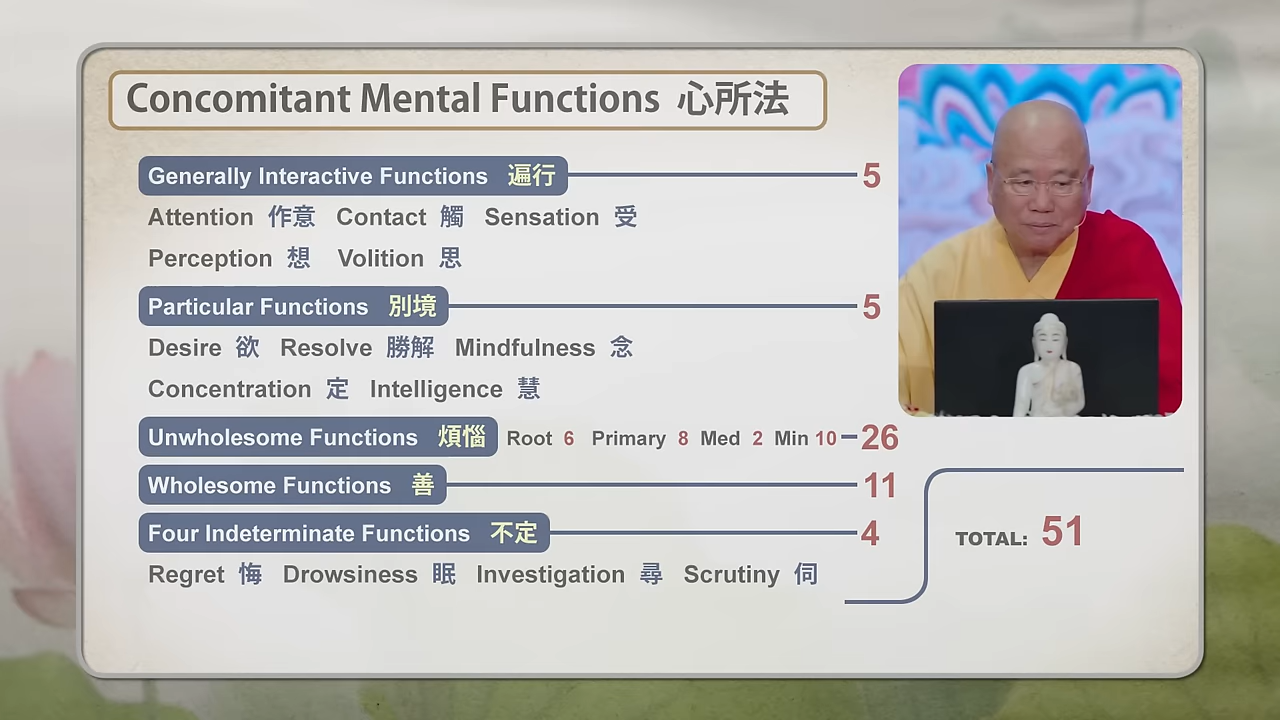 Concomitant Mental Functions 心所法
Generally Interactive Functions 遍行 5
Attention 作意 Contact 觸 Sensation 受
Perception 想 Volition 思
Particular Functions 別境 5
Desire 欲 Resolve 勝解 Mindfulness 念
Concentration 定 Intelligence 慧
Unwholesome Functions 煩惱 Root 6 Primary 8 Med 2 Min 10 26
Wholesome Functions 善 11
Four Indeterminate Functions 不定 4
Regret 悔 Drowsiness 眠 Investigation 尋 Scrutiny 伺
TOTAL: 51